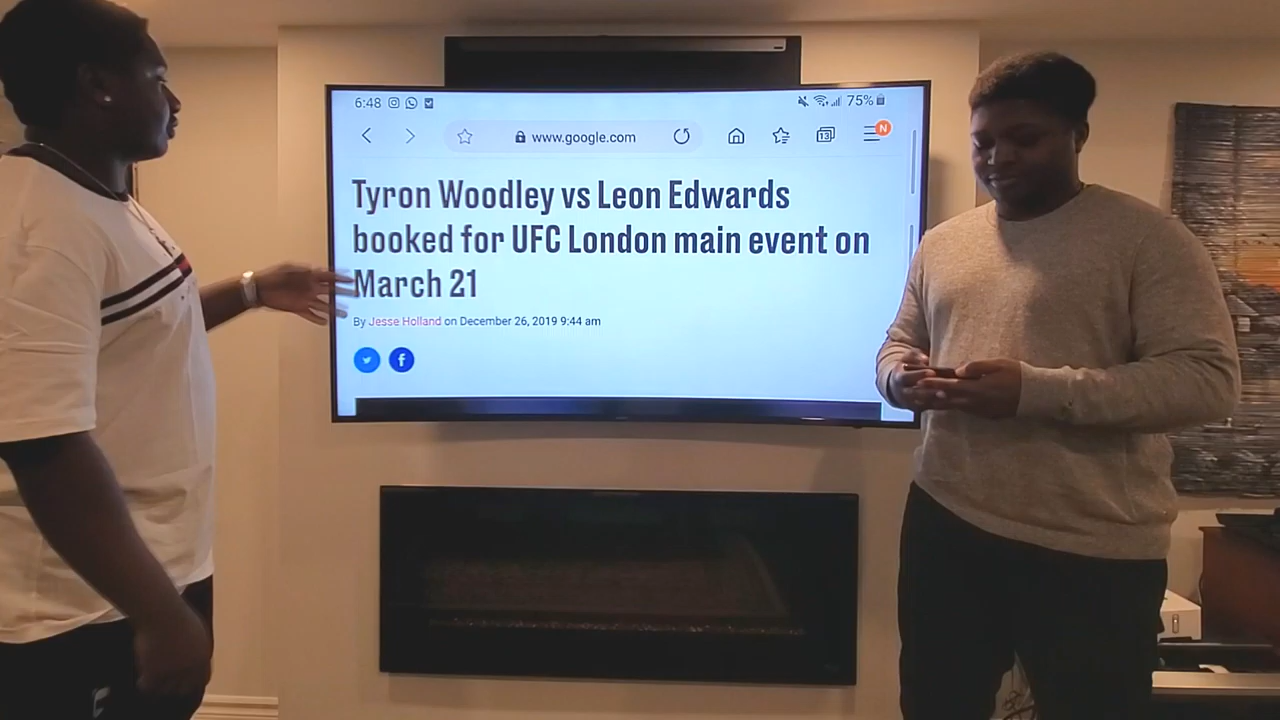 6:48 75%
www.google.com 13 N
Tyron Woodley vs Leon Edwards
booked for UFC London main event on
March 21
By Jesse Holland on December 26, 2019 9:44 am
f